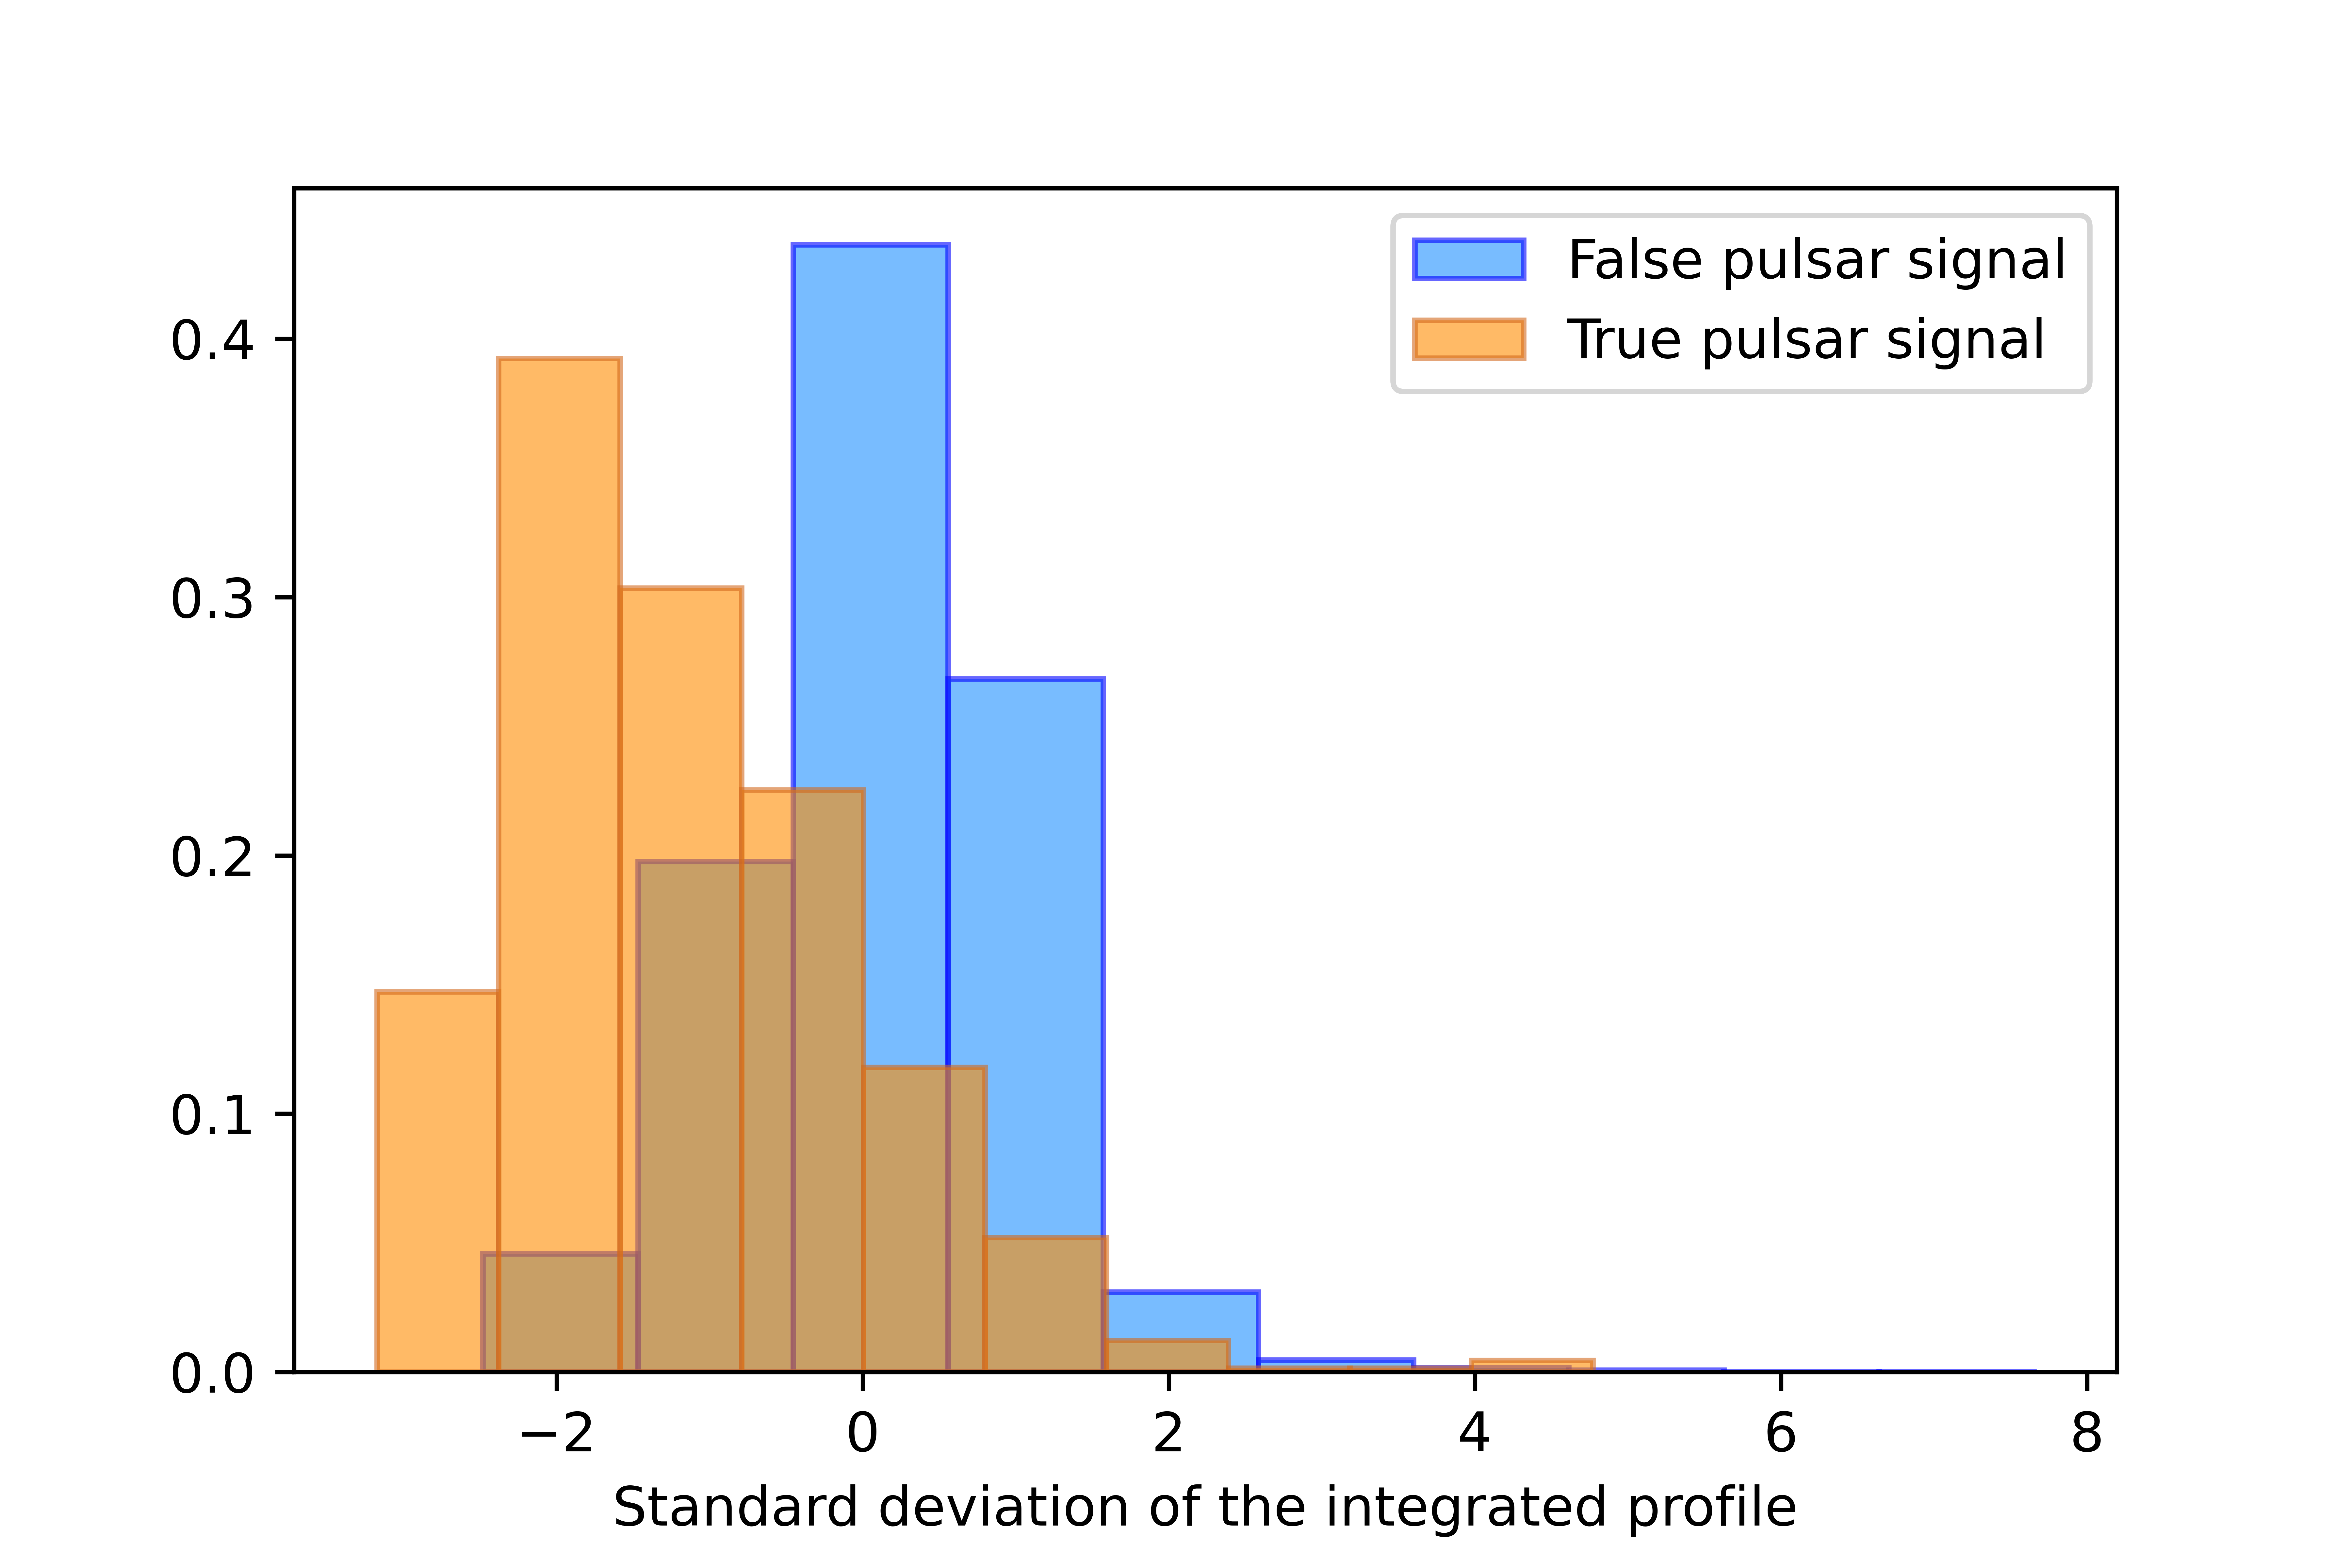 False pulsar signal
True pulsar signal
0.4
0.3
0.2
0.1
0.0
−2 0 2 4 6 8
Standard deviation of the integrated profile